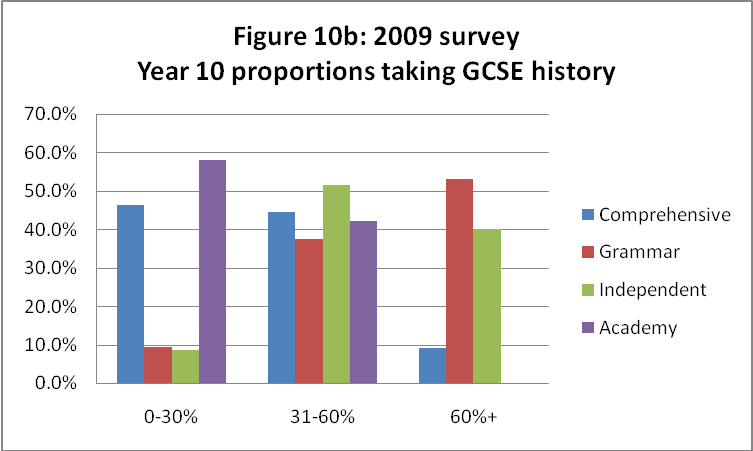 Figure 10b: 2009 survey
Year 10 proportions taking GCSE history
70.0%
60.0%
50.0%
40.0%
30.0%
20.0%
10.0%
0.0%
0-30%
31-60%
60%+
Comprehensive
Grammar
Independent
Academy